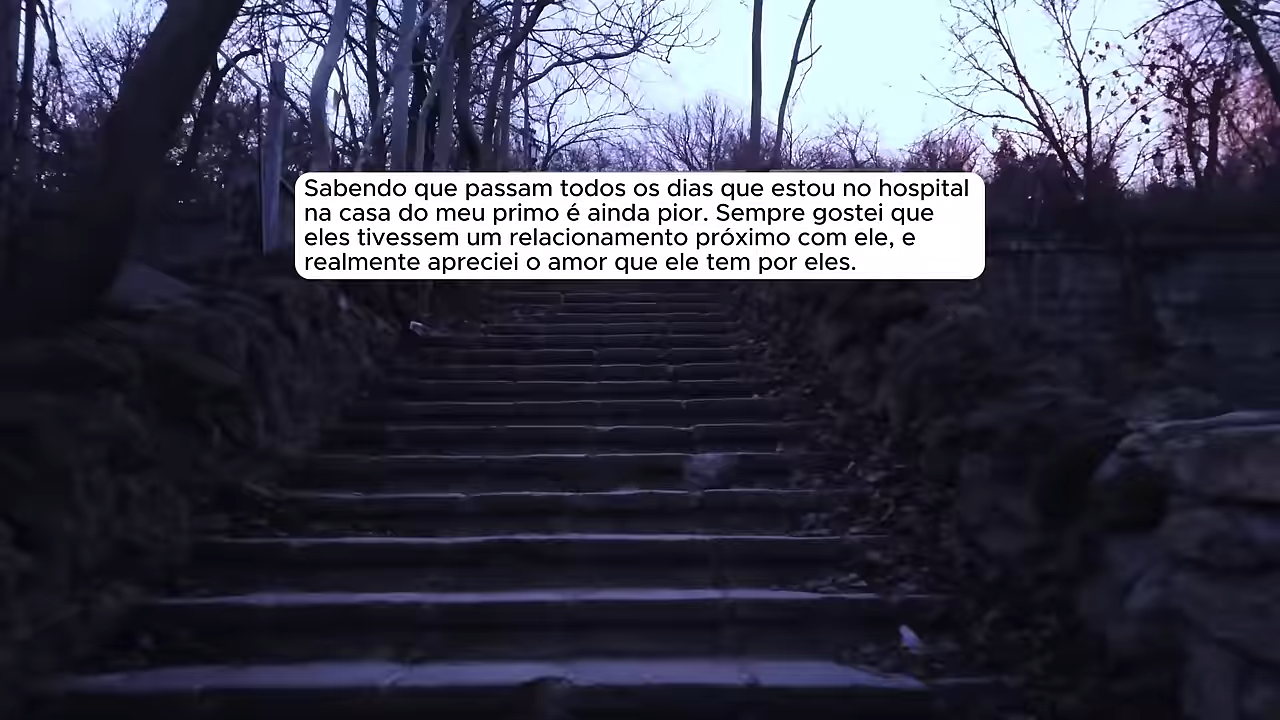 Sabendo que passam todos os dias que estou no hospital
na casa do meu primo é ainda pior. Sempre gostei que
eles tivessem um relacionamento próximo com ele, e
realmente apreciei o amor que ele tem por eles.